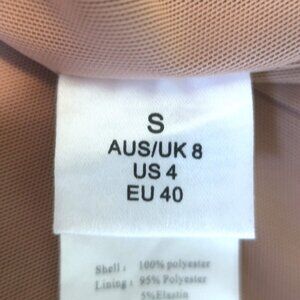 S
AUS/UK 8
US 4
EU 40
Shell: 100% polyester
Lining: 95% Polyester
5%Elastin